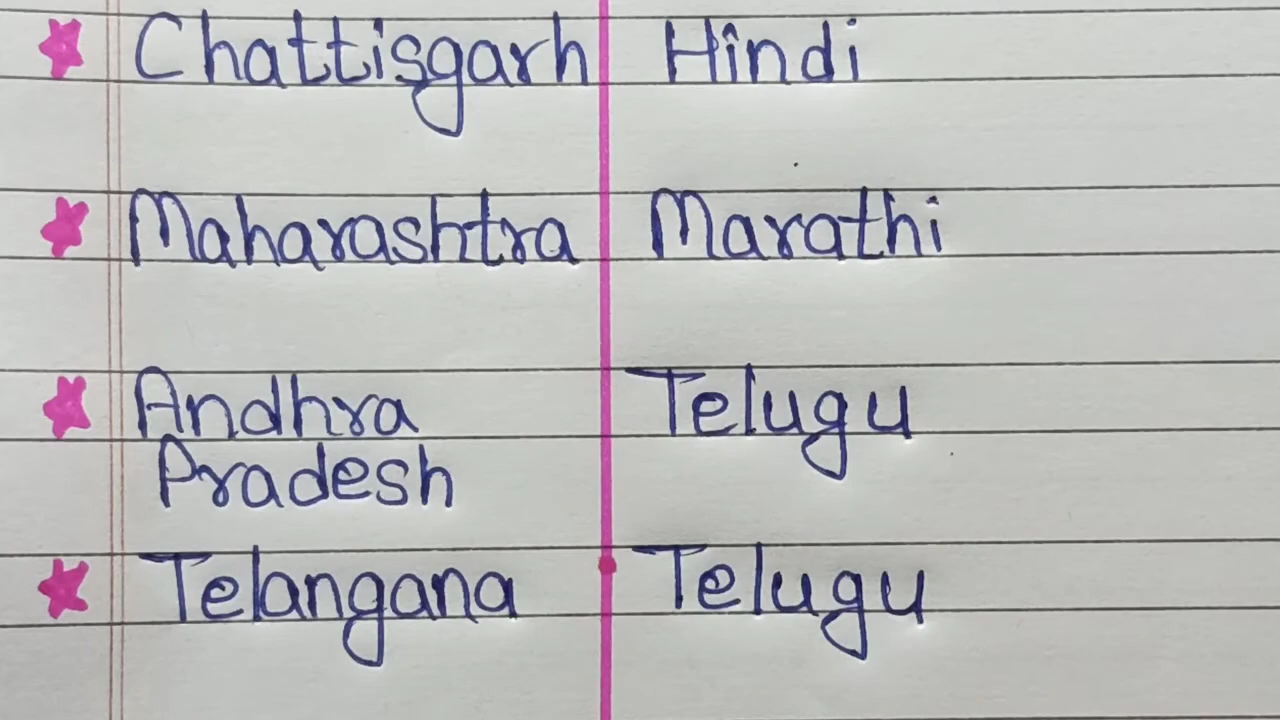 Chattisgarh Hindi
Maharashtra Marathi
Andhra Telugu
Pradesh
Telangana Telugu